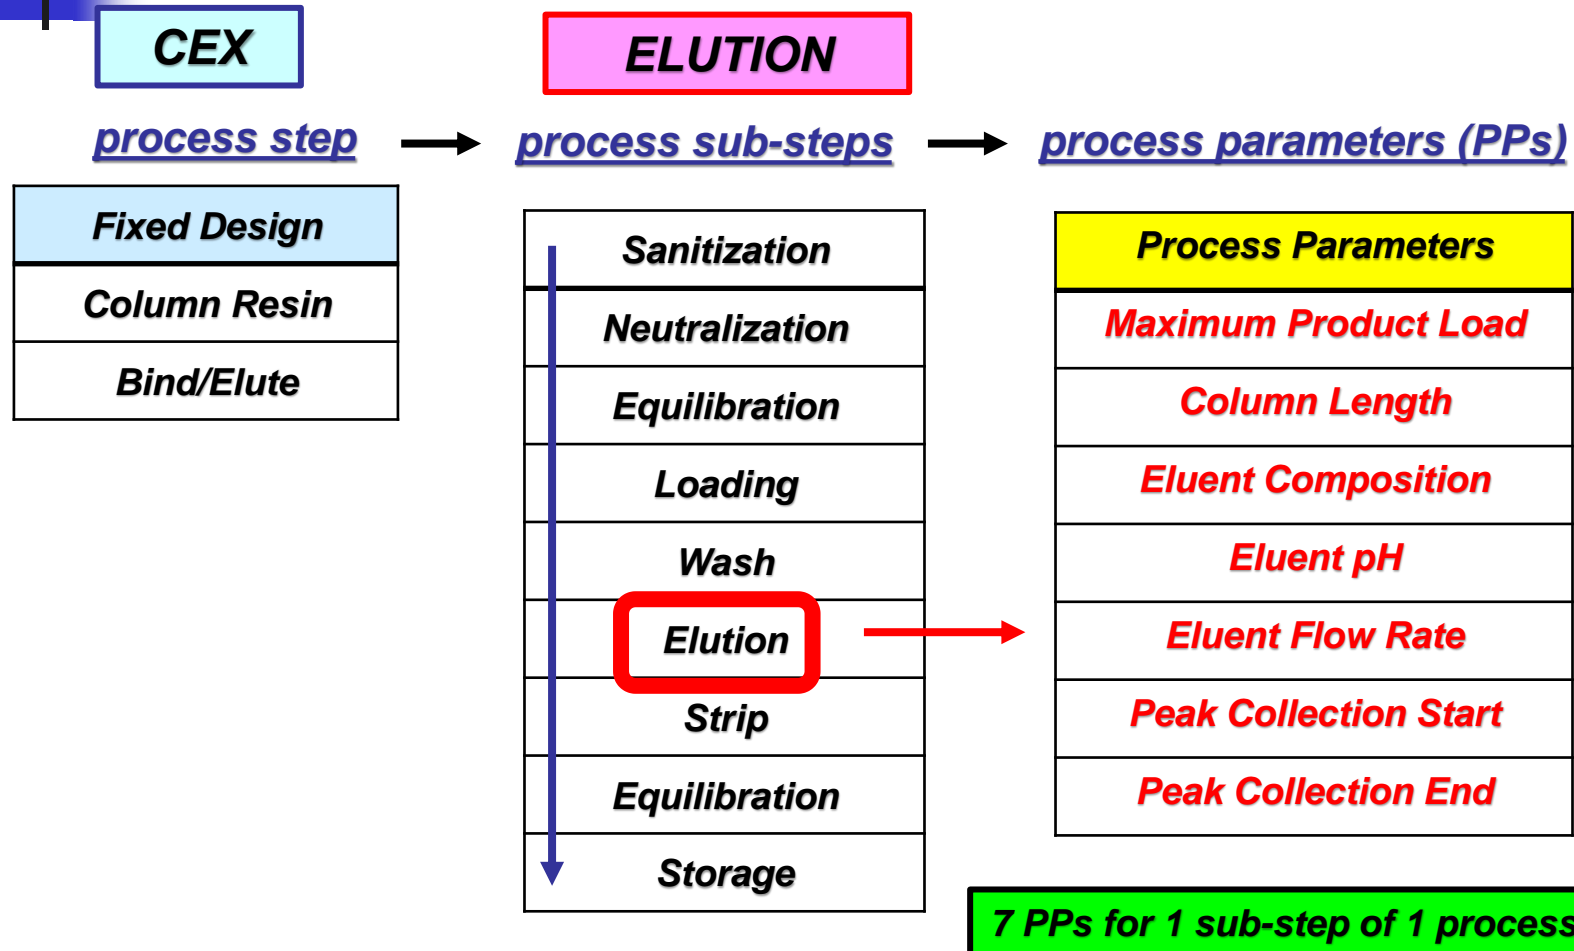 CEX
ELUTION
process step
process sub-steps
process parameters (PPs)
Fixed Design
Column Resin
Bind/Elute
Sanitization
Neutralization
Equilibration
Loading
Wash
Elution
Strip
Equilibration
Storage
Process Parameters
Maximum Product Load
Column Length
Eluent Composition
Eluent pH
Eluent Flow Rate
Peak Collection Start
Peak Collection End
7 PPs for 1 sub-step of 1 process